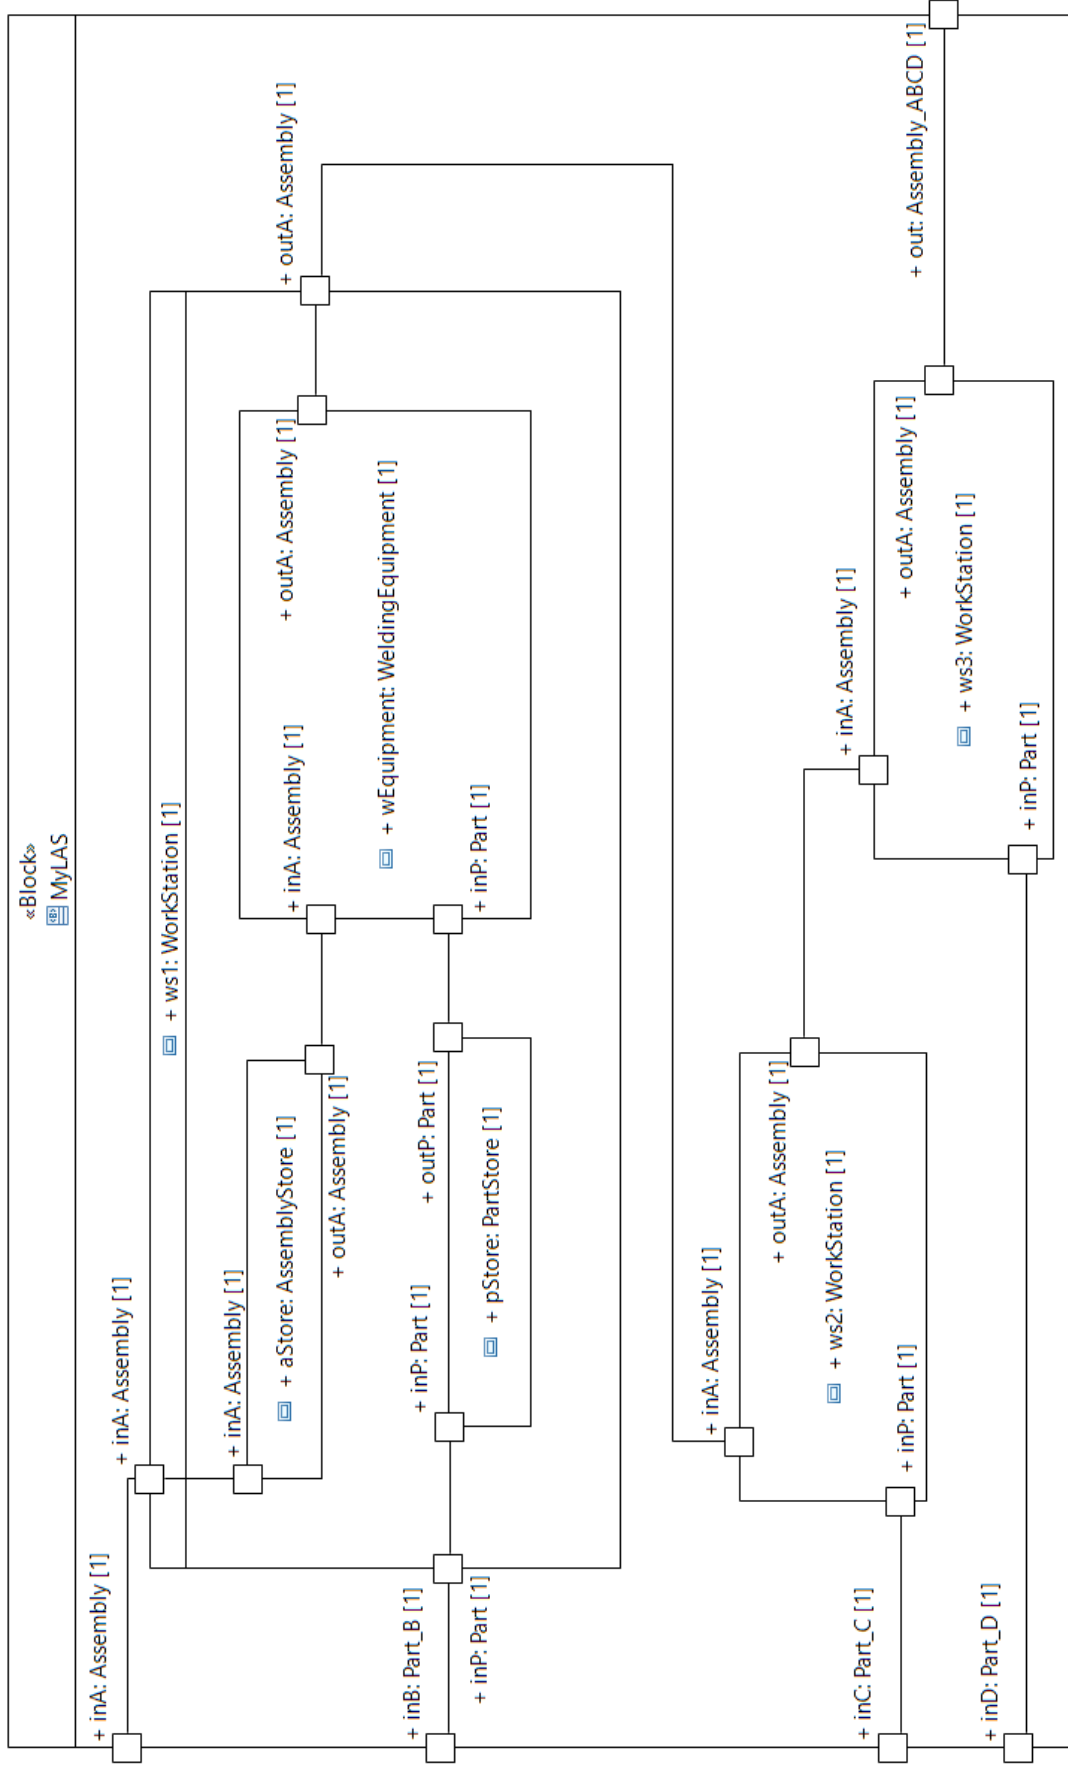 «Block»
MyLAS
+ inA: Assembly [1]
+ inA: Assembly [1]
+ ws1: WorkStation [1]
+ inA: Assembly [1]
+ aStore: AssemblyStore [1]
+ outA: Assembly [1]
+ inA: Assembly [1]
+ outA: Assembly [1]
+ outA: Assembly [1]
+ wEquipment: WeldingEquipment [1]
+ inB: Part_B [1]
+ inP: Part [1]
+ inP: Part [1]
+ outP: Part [1]
+ pStore: PartStore [1]
+ inP: Part [1]
+ inA: Assembly [1]
+ outA: Assembly [1]
+ ws2: WorkStation [1]
+ inC: Part_C [1]
+ inP: Part [1]
+ inA: Assembly [1]
+ outA: Assembly [1]
+ out: Assembly_ABCD [1]
+ ws3: WorkStation [1]
+ inD: Part_D [1]
+ inP: Part [1]